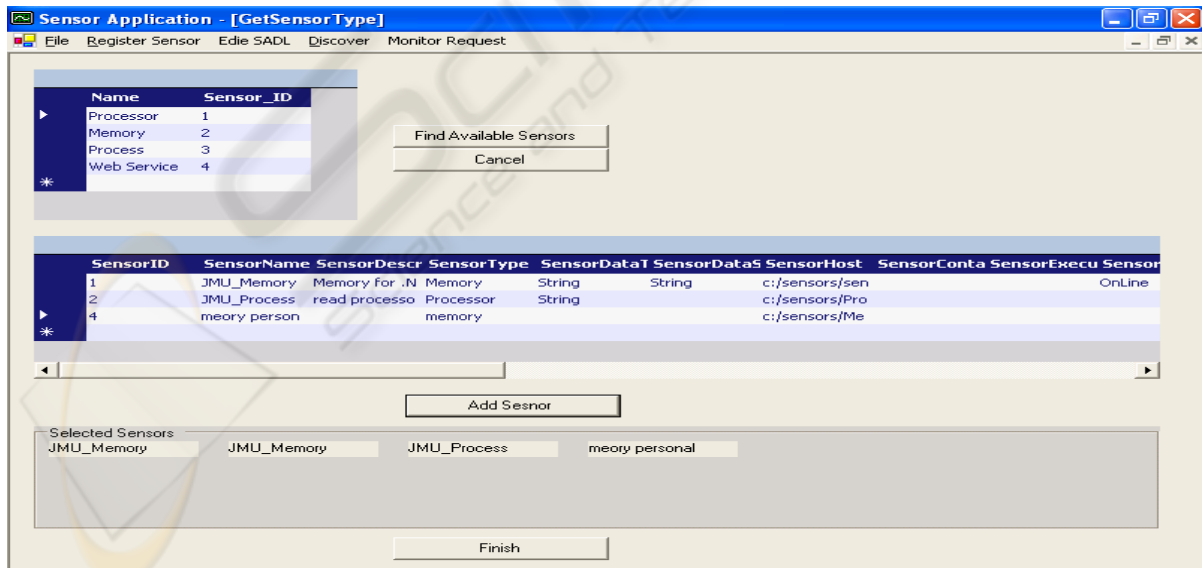 Sensor Application - [GetSensorType]
File Register Sensor Edie SADL Discover Monitor Request
Name Sensor_ID
Processor 1
Memory 2
Process 3
Web Service 4
Find Available Sensors
Cancel
SensorID SensorName SensorDescr SensorType SensorDataT SensorDataS SensorHost SensorConta SensorExecu Sensor
1 JMU_Memory Memory for .N Memory String String c:/sensors/sen OnLine
2 JMU_Process read processo Processor String c:/sensors/Pro
4 meory person memory c:/sensors/Me
Add Sesnor
Selected Sensors
JMU_Memory JMU_Memory JMU_Process meory personal
Finish